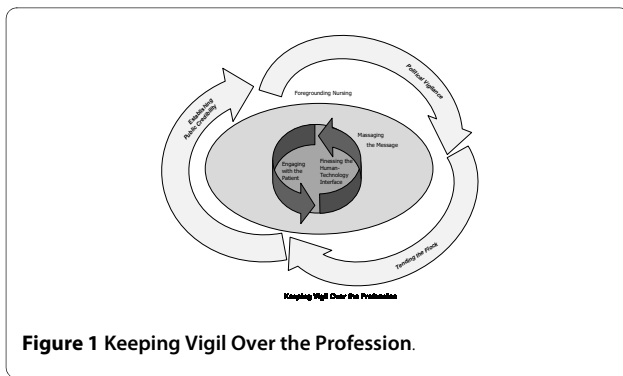 Political Vigilance
Foregrounding Nursing
Establishing
Public Credibility
Massaging
the Message
Engaging
with the
Patient
Finessing the
Human-
Technology
Interface
Tending the Flock
Keeping Vigil Over the Profession
Figure 1 Keeping Vigil Over the Profession.